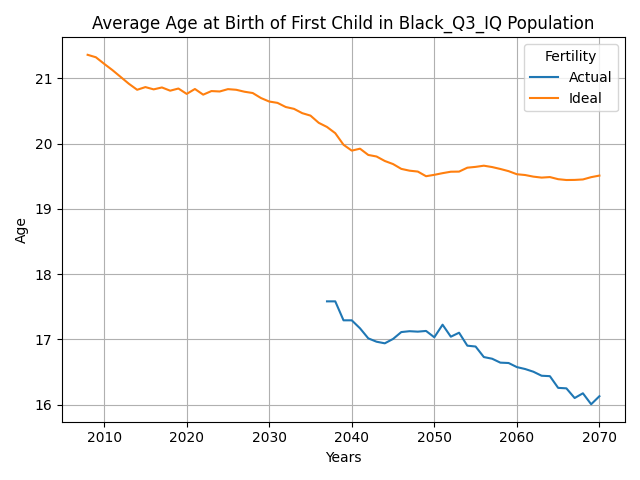 Average Age at Birth of First Child in Black_Q3_IQ Population
Fertility
Actual
Ideal
21
20
19
18
17
16
Age
2010 2020 2030 2040 2050 2060 2070
Years